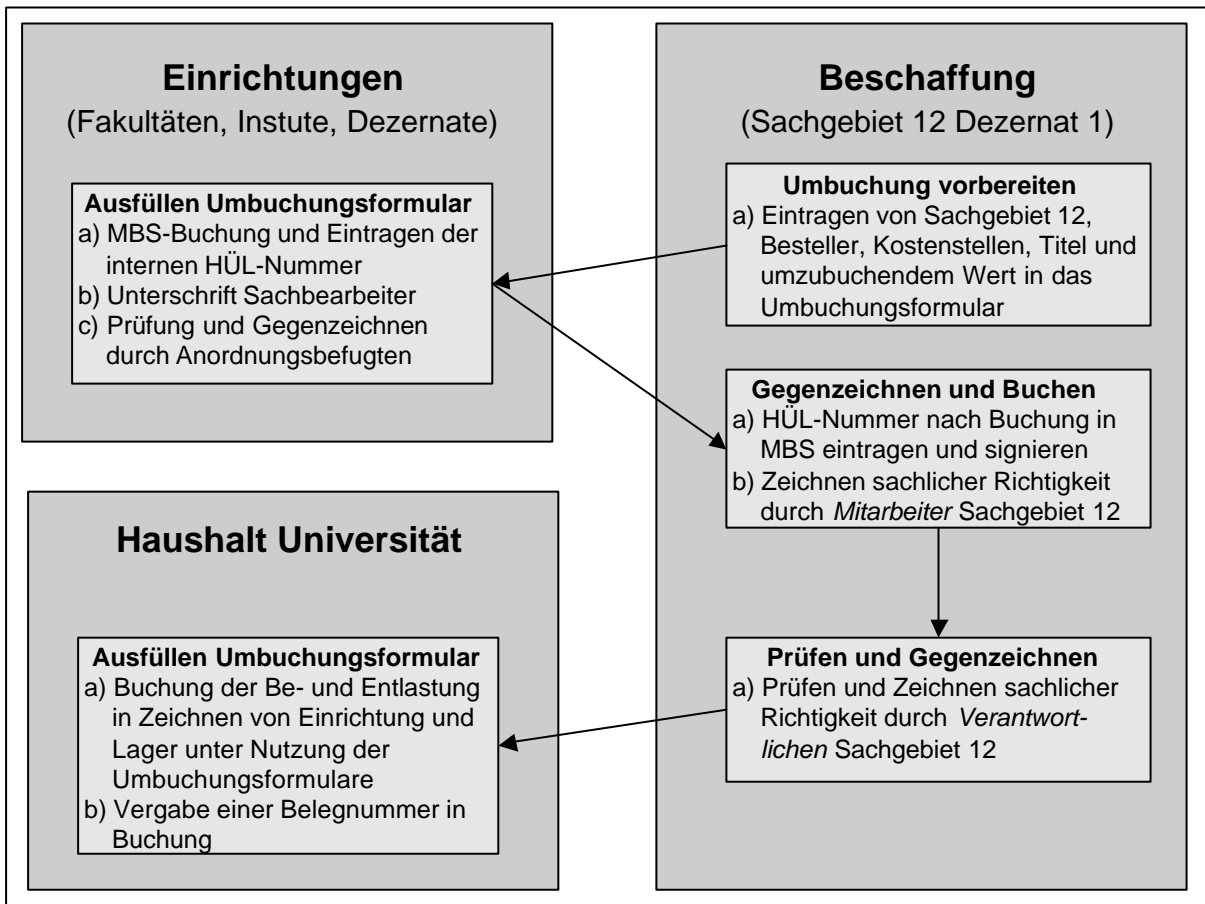 Einrichtungen
(Fakultäten, Instute, Dezernate)
Ausfüllen Umbuchungsformular
a) MBS-Buchung und Eintragen der
internen HÜL-Nummer
b) Unterschrift Sachbearbeiter
c) Prüfung und Gegenzeichnen
durch Anordnungsbefugten
Beschaffung
(Sachgebiet 12 Dezernat 1)
Umbuchung vorbereiten
a) Eintragen von Sachgebiet 12,
Besteller, Kostenstellen, Titel und
umzubuchendem Wert in das
Umbuchungsformular
Gegenzeichnen und Buchen
a) HÜL-Nummer nach Buchung in
MBS eintragen und signieren
b) Zeichnen sachlicher Richtigkeit
durch Mitarbeiter Sachgebiet 12
Prüfen und Gegenzeichnen
a) Prüfen und Zeichnen sachlicher
Richtigkeit durch Verantwort-
lichen Sachgebiet 12
Haushalt Universität
Ausfüllen Umbuchungsformular
a) Buchung der Be- und Entlastung
in Zeichnen von Einrichtung und
Lager unter Nutzung der
Umbuchungsformulare
b) Vergabe einer Belegnummer in
Buchung